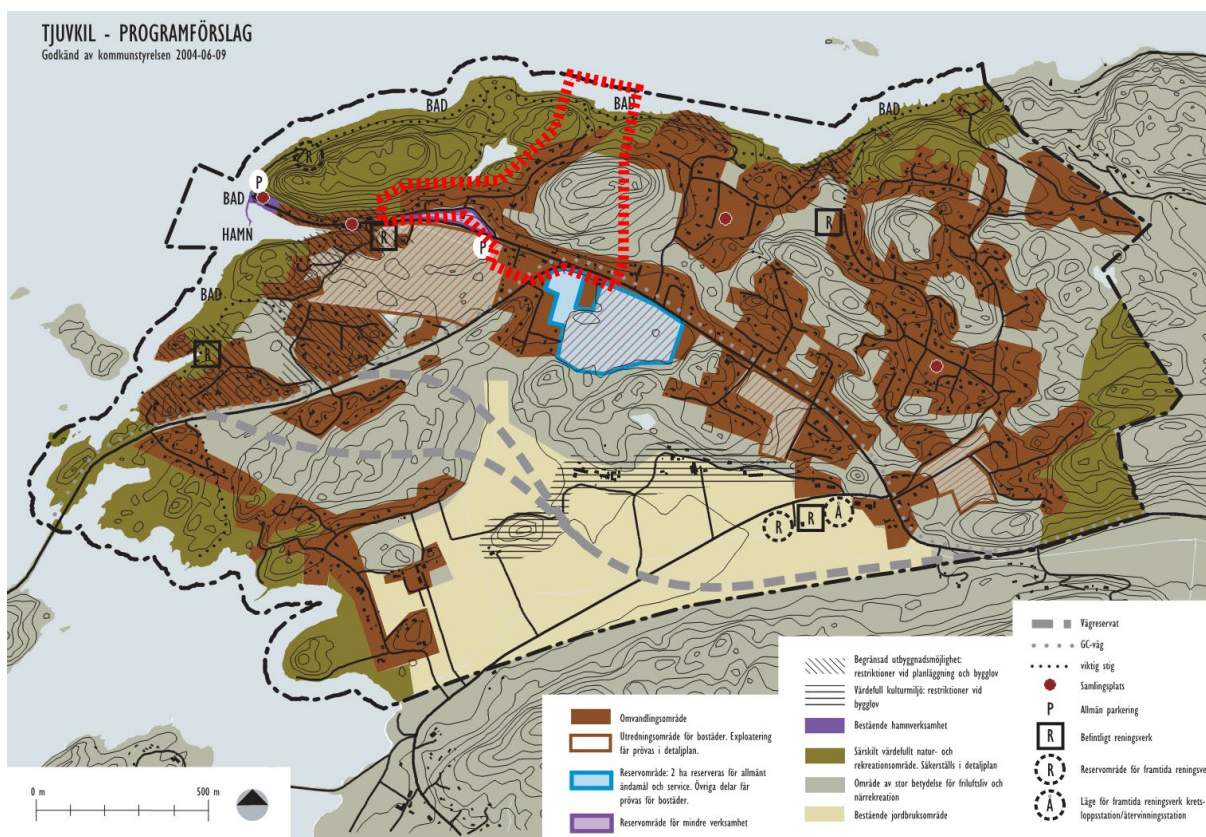 TJUVKIL - PROGRAMFÖRSLAG
Godkänd av kommunstyrelsen 2004-06-09
BAD
BAD
BAD
R
P
BAD
HAMN
R
P
R
BAD
R
R
R
Å
0 m
500 m
Omvandlingsområde
Utredningsområde för bostäder. Exploatering
får prövas i detaljplan.
Reservområde: 2 ha reserveras för allmänt
ändamål och service. Övriga delar får
prövas för bostäder.
Reservområde för mindre verksamhet
Begränsad utbyggnadsmöjlighet:
restriktioner vid planläggning och bygglov
Värdefull kulturmiljö: restriktioner vid
bygglov
Bestående hamnverksamhet
Särskilt värdefullt natur- och
rekreationsområde. Säkerställs i detaljplan
Område av stor betydelse för friluftsliv och
närrekreation
Bestående jordbruksområde
Vägreservat
GC-väg
viktig stig
Samlingsplats
P Allmän parkering
R Befintligt reningsverk
R Reservområde för framtida reningsve
Å Läge för framtida reningsverk krets-
loppsstation/återvinningsstation